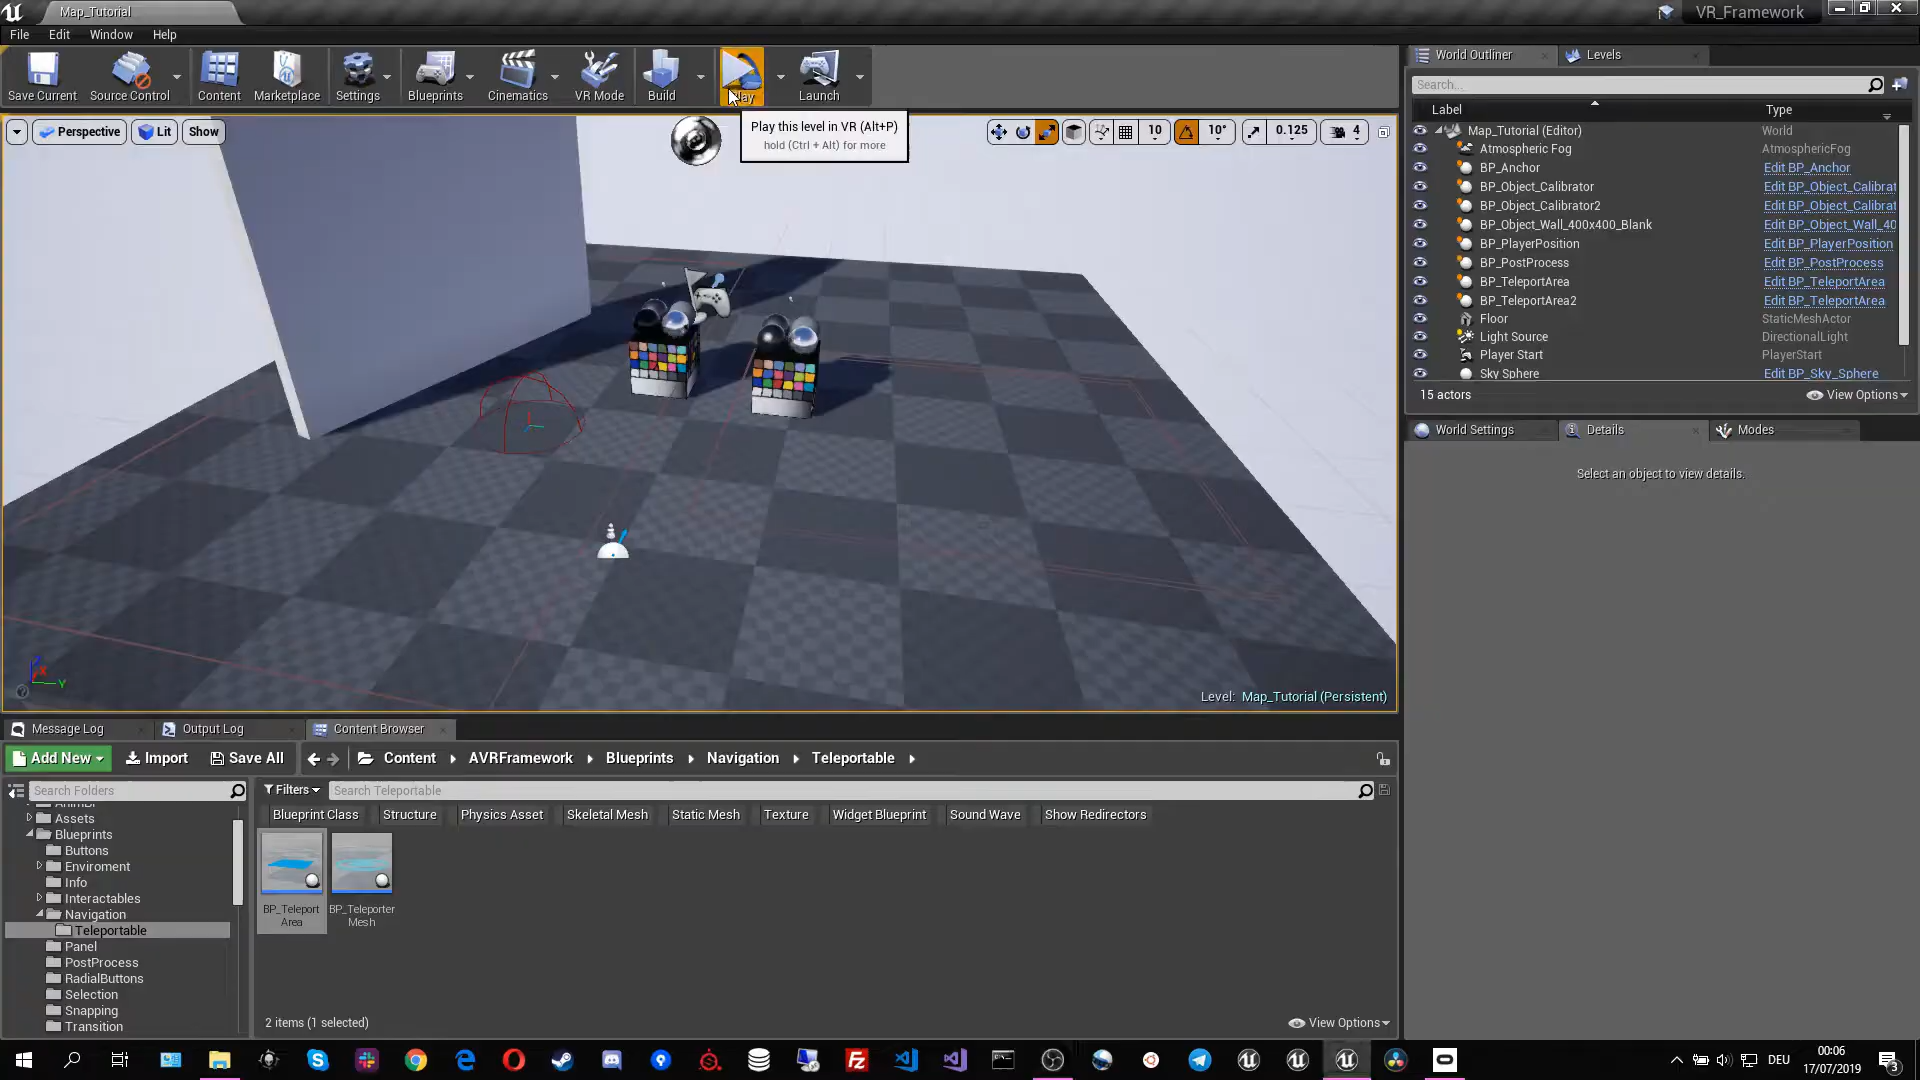 Map_Tutorial
VR_Framework
File Edit Window Help
Save Current
Source Control
Content
Marketplace
Settings
Blueprints
Cinematics
VR Mode
Build
Launch
Play this level in VR (Alt+P)
hold (Ctrl + Alt) for more
Perspective
Lit
Show
10
10°
0.125
4
Level: Map_Tutorial (Persistent)
World Outliner
Levels
Search...
Label Type
Map_Tutorial (Editor) World
Atmospheric Fog AtmosphericFog
BP_Anchor Edit BP_Anchor
BP_Object_Calibrator Edit BP_Object_Calibrat
BP_Object_Calibrator2 Edit BP_Object_Calibrat
BP_Object_Wall_400x400_Blank Edit BP_Object_Wall_40
BP_PlayerPosition Edit BP_PlayerPosition
BP_PostProcess Edit BP_PostProcess
BP_TeleportArea Edit BP_TeleportArea
BP_TeleportArea2 Edit BP_TeleportArea
Floor StaticMeshActor
Light Source DirectionalLight
Player Start PlayerStart
Sky Sphere Edit BP_Sky_Sphere
15 actors
View Options
World Settings
Details
Modes
Select an object to view details.
Message Log
Output Log
Content Browser
Add New
Import
Save All
Content
AVRFramework
Blueprints
Navigation
Teleportable
Search Folders
Filters
Search Teleportable
Blueprint Class
Structure
Physics Asset
Skeletal Mesh
Static Mesh
Texture
Widget Blueprint
Sound Wave
Show Redirectors
Assets
Blueprints
Buttons
Enviroment
Info
Interactables
Navigation
Teleportable
Panel
PostProcess
RadialButtons
Selection
Snapping
Transition
BP_Teleport
Area
BP_Teleporter
Mesh
2 items (1 selected)
View Options
DEU
00:06
17/07/2019
3